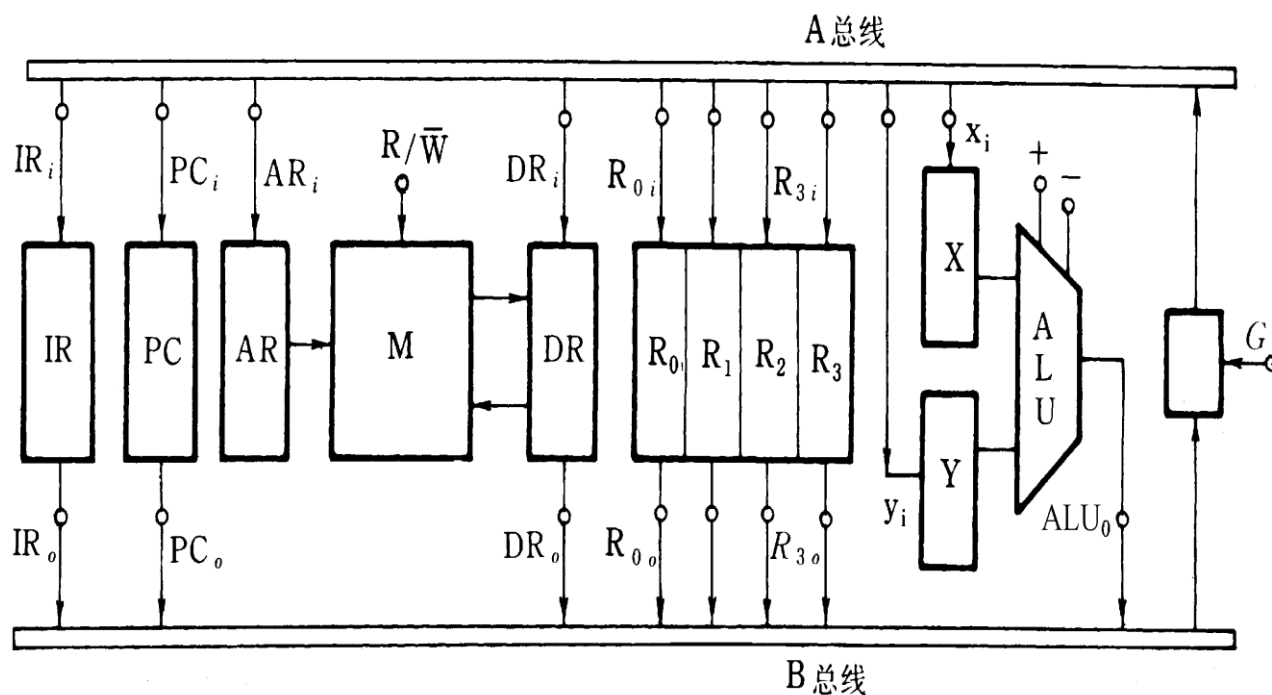 A总线
IRᵢ
PCᵢ
ARᵢ
R/W̅
DRᵢ
R₀ᵢ
R₃ᵢ
xᵢ
+
−
IR
PC
AR
M
DR
R₀
R₁
R₂
R₃
X
Y
ALU
G
yᵢ
IRₒ
PCₒ
DRₒ
R₀ₒ
R₃ₒ
ALU₀
B总线